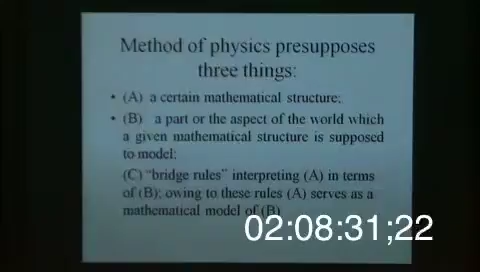 Method of physics presupposes
three things:
• (A) a certain mathematical structure;
• (B) a part or the aspect of the world which
a given mathematical structure is supposed
to model;
(C) “bridge rules” interpreting (A) in terms
of (B); owing to these rules (A) serves as a
mathematical model of (B)
02:08:31;22